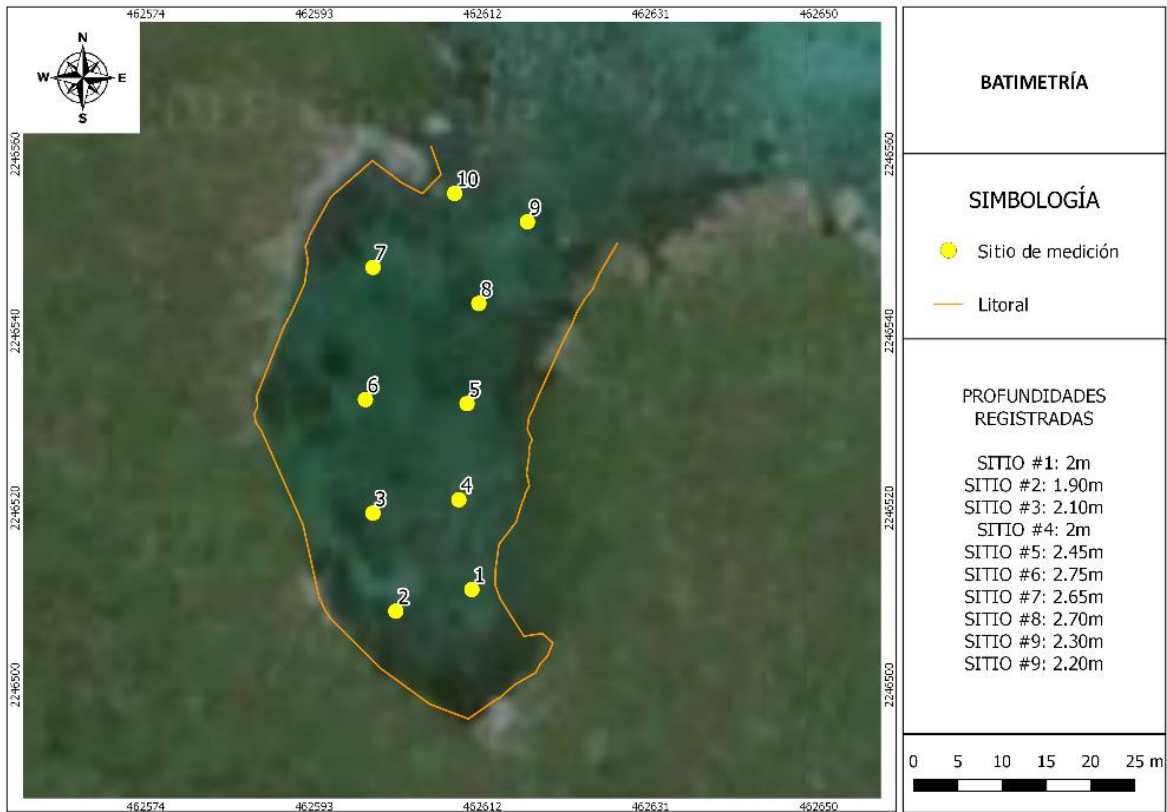 462574 462593 462612 462631 462650
N
W E
S
2246560
2246540
2246520
2246500
2246560
2246540
2246520
2246500
10
9
7
8
6
5
4
3
1
2
462574 462593 462612 462631 462650
BATIMETRÍA
SIMBOLOGÍA
Sitio de medición
Litoral
PROFUNDIDADES
REGISTRADAS
SITIO #1: 2m
SITIO #2: 1.90m
SITIO #3: 2.10m
SITIO #4: 2m
SITIO #5: 2.45m
SITIO #6: 2.75m
SITIO #7: 2.65m
SITIO #8: 2.70m
SITIO #9: 2.30m
SITIO #9: 2.20m
0 5 10 15 20 25 m